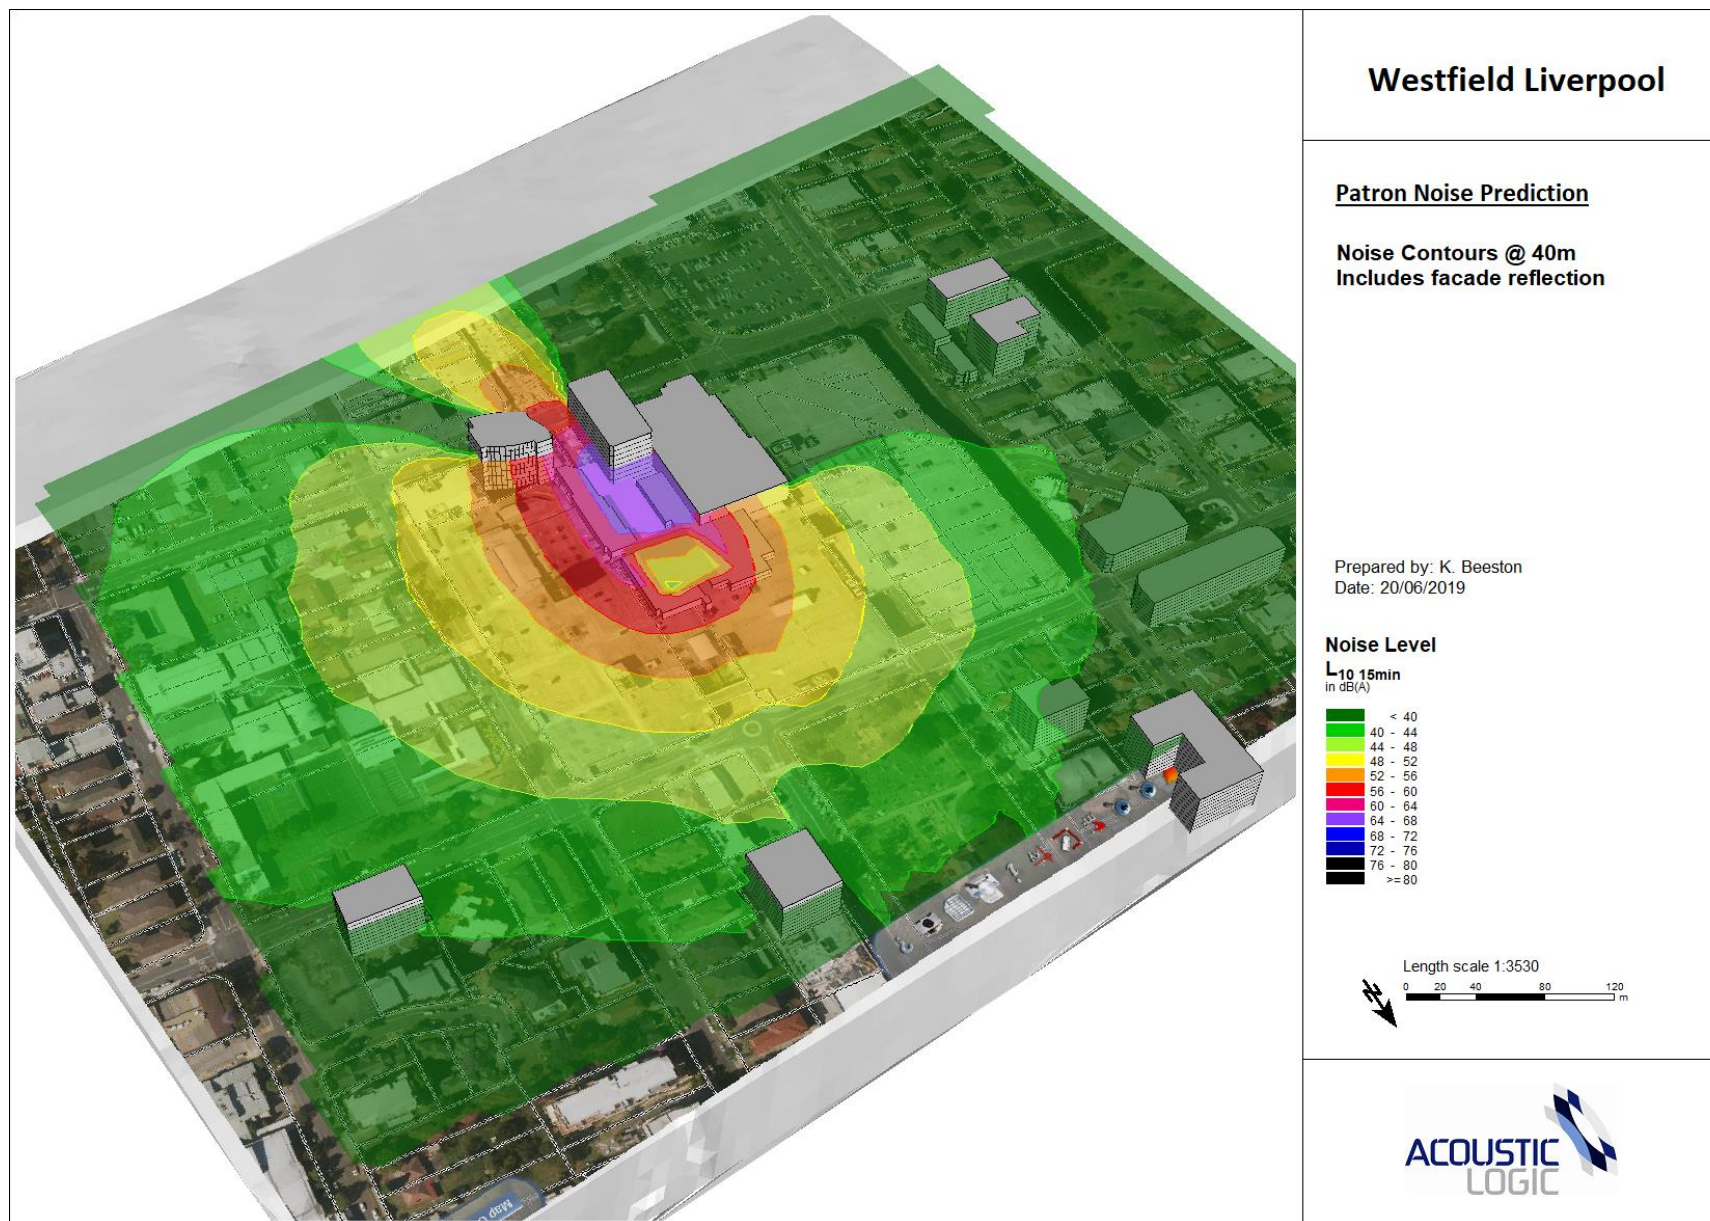 Westfield Liverpool
Patron Noise Prediction
Noise Contours @ 40m
Includes facade reflection
Prepared by: K. Beeston
Date: 20/06/2019
Noise Level
L10 15min
in dB(A)
< 40
40 - 44
44 - 48
48 - 52
52 - 56
56 - 60
60 - 64
64 - 68
68 - 72
72 - 76
76 - 80
>= 80
Length scale 1:3530
0 20 40 80 120
m
N
ACOUSTIC
LOGIC
Map